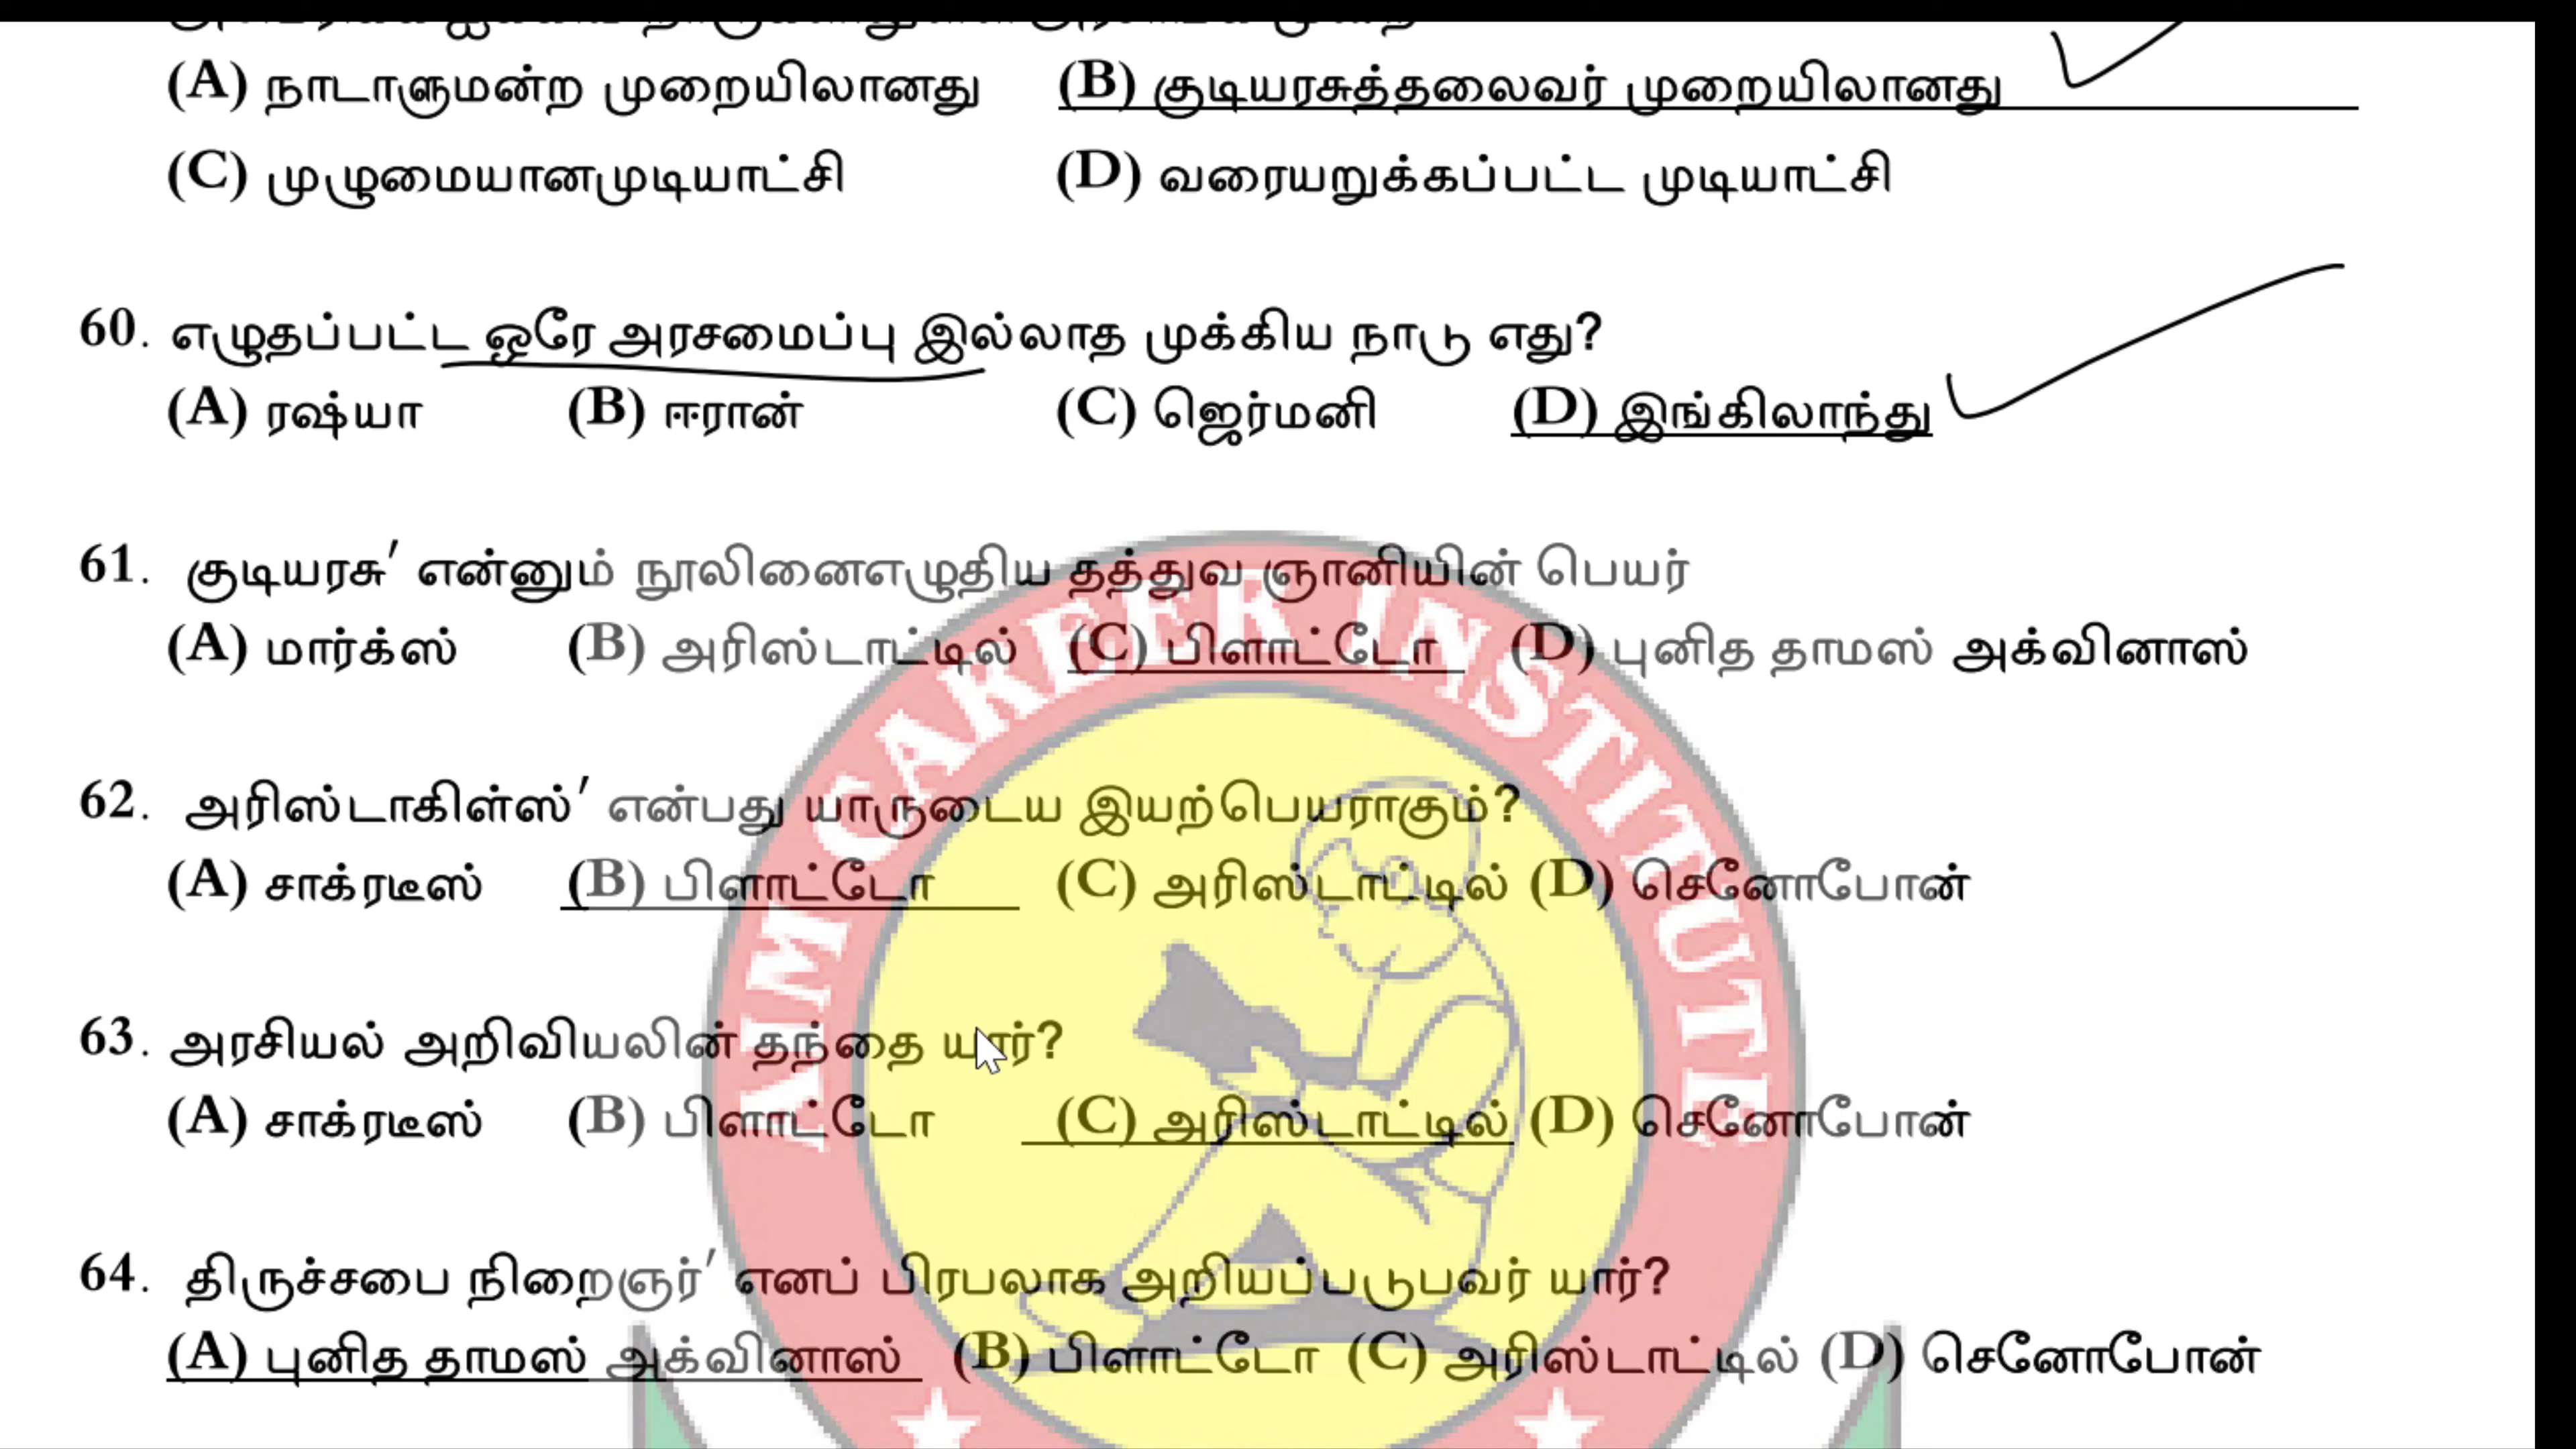 (A) நாடாளுமன்ற முறையிலானது (B) குடியரசுத்தலைவர் முறையிலானது
(C) முழுமையானமுடியாட்சி (D) வரையறுக்கப்பட்ட முடியாட்சி
60. எழுதப்பட்ட ஒரே அரசமைப்பு இல்லாத முக்கிய நாடு எது?
(A) ரஷ்யா (B) ஈரான் (C) ஜெர்மனி (D) இங்கிலாந்து
61. குடியரசு' என்னும் நூலினைஎழுதிய தத்துவ ஞானியின் பெயர்
(A) மார்க்ஸ் (B) அரிஸ்டாட்டில் (C) பிளாட்டோ (D) புனித தாமஸ் அக்வினாஸ்
62. அரிஸ்டாகிள்ஸ்' என்பது யாருடைய இயற்பெயராகும்?
(A) சாக்ரடீஸ் (B) பிளாட்டோ (C) அரிஸ்டாட்டில் (D) செனோபோன்
63. அரசியல் அறிவியலின் தந்தை யார்?
(A) சாக்ரடீஸ் (B) பிளாட்டோ (C) அரிஸ்டாட்டில் (D) செனோபோன்
64. திருச்சபை நிறைஞர்' எனப் பிரபலாக அறியப்படுபவர் யார்?
(A) புனித தாமஸ் அக்வினாஸ் (B) பிளாட்டோ (C) அரிஸ்டாட்டில் (D) செனோபோன்
AIM CAREER INSTITUTE